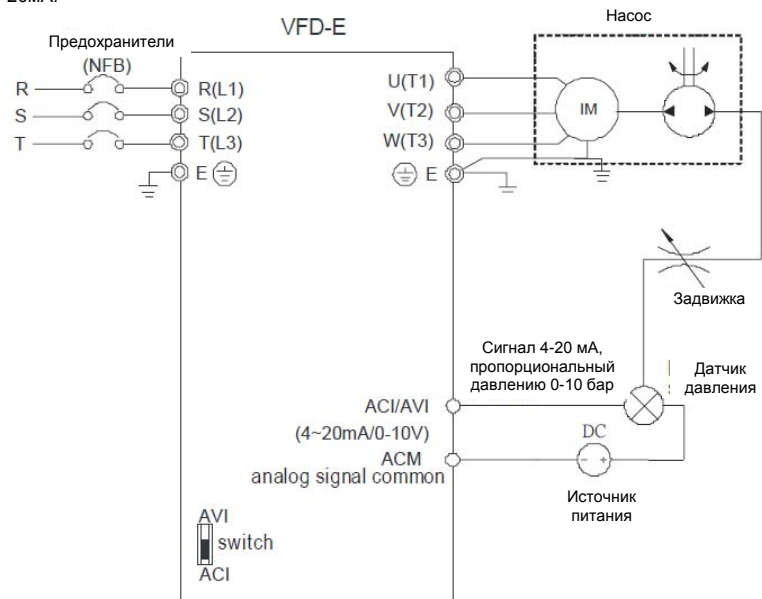 20мА.
VFD-E
Насос
Предохранители
(NFB)
R
R(L1)
U(T1)
S
S(L2)
V(T2)
IM
T
T(L3)
W(T3)
E
E
Задвижка
Сигнал 4-20 мА,
пропорциональный
давлению 0-10 бар
Датчик
давления
ACI/AVI
(4~20mA/0-10V)
DC
- +
ACM
analog signal common
Источник
питания
AVI
switch
ACI